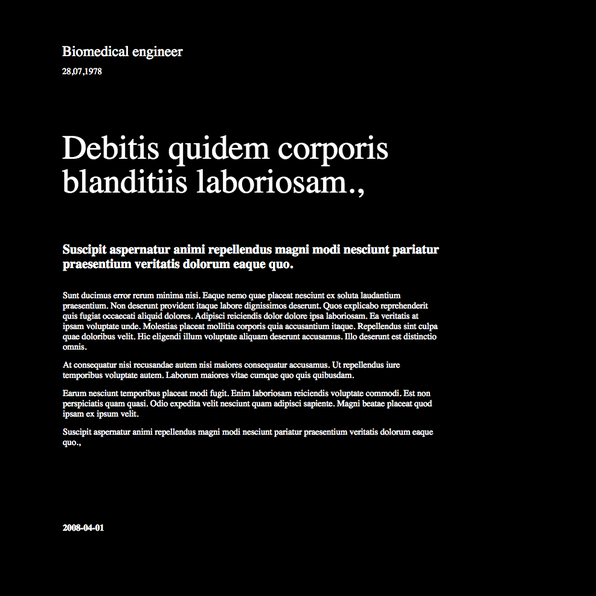 Biomedical engineer
28,07,1978
Debitis quidem corporis
blanditiis laboriosam.,
Suscipit aspernatur animi repellendus magni modi nesciunt pariatur
praesentium veritatis dolorum eaque quo.
Sunt ducimus error rerum minima nisi. Eaque nemo quae placeat nesciunt ex soluta laudantium
praesentium. Non deserunt provident itaque labore dignissimos deserunt. Quos explicabo reprehenderit
quis fugiat occaecati aliquid dolores. Adipisci reiciendis dolor dolore ipsa laboriosam. Ea veritatis at
ipsam voluptate unde. Molestias placeat mollitia corporis quia accusantium itaque. Repellendus sint culpa
quae doloribus velit. Hic eligendi illum voluptate aliquam deserunt accusamus. Illo deserunt est distinctio
omnis.
At consequatur nisi recusandae autem nisi maiores consequatur accusamus. Ut repellendus iure
temporibus voluptate autem. Laborum maiores vitae cumque quo quis quibusdam.
Earum nesciunt temporibus placeat modi fugit. Enim laboriosam reiciendis voluptate commodi. Est non
perspiciatis quam quasi. Odio expedita velit nesciunt quam adipisci sapiente. Magni beatae placeat quod
ipsam ex ipsum velit.
Suscipit aspernatur animi repellendus magni modi nesciunt pariatur praesentium veritatis dolorum eaque
quo.,
2008-04-01